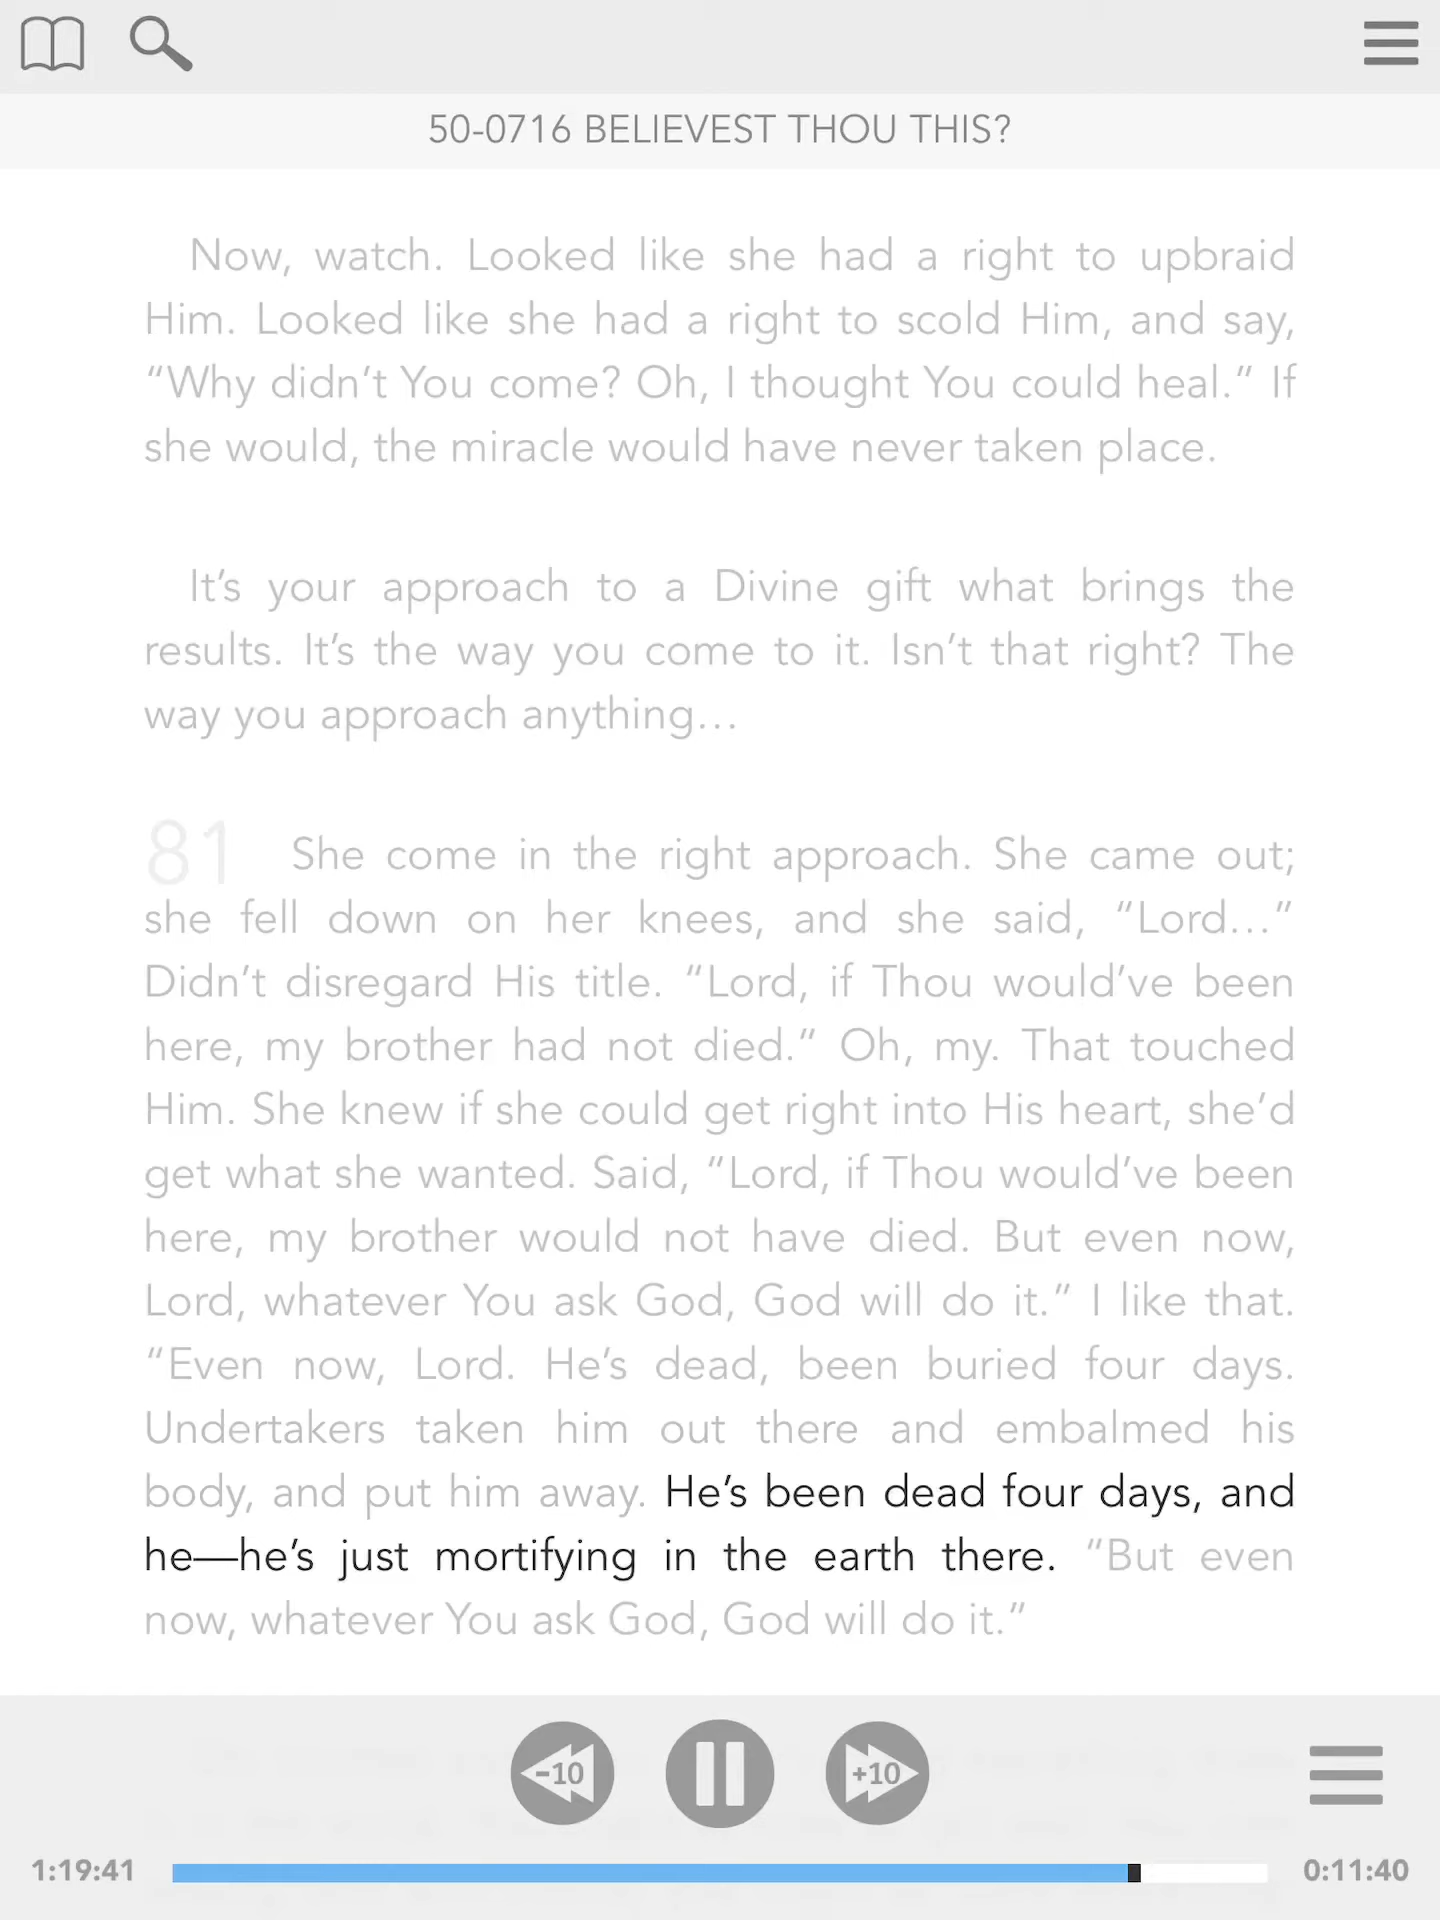 50-0716 BELIEVEST THOU THIS?
Now, watch. Looked like she had a right to upbraid
Him. Looked like she had a right to scold Him, and say,
“Why didn’t You come? Oh, I thought You could heal.” If
she would, the miracle would have never taken place.
It’s your approach to a Divine gift what brings the
results. It’s the way you come to it. Isn’t that right? The
way you approach anything…
81 She come in the right approach. She came out;
she fell down on her knees, and she said, “Lord…”
Didn’t disregard His title. “Lord, if Thou would’ve been
here, my brother had not died.” Oh, my. That touched
Him. She knew if she could get right into His heart, she’d
get what she wanted. Said, “Lord, if Thou would’ve been
here, my brother would not have died. But even now,
Lord, whatever You ask God, God will do it.” I like that.
“Even now, Lord. He’s dead, been buried four days.
Undertakers taken him out there and embalmed his
body, and put him away. He’s been dead four days, and
he—he’s just mortifying in the earth there. “But even
now, whatever You ask God, God will do it.”
-10 +10
1:19:41 0:11:40